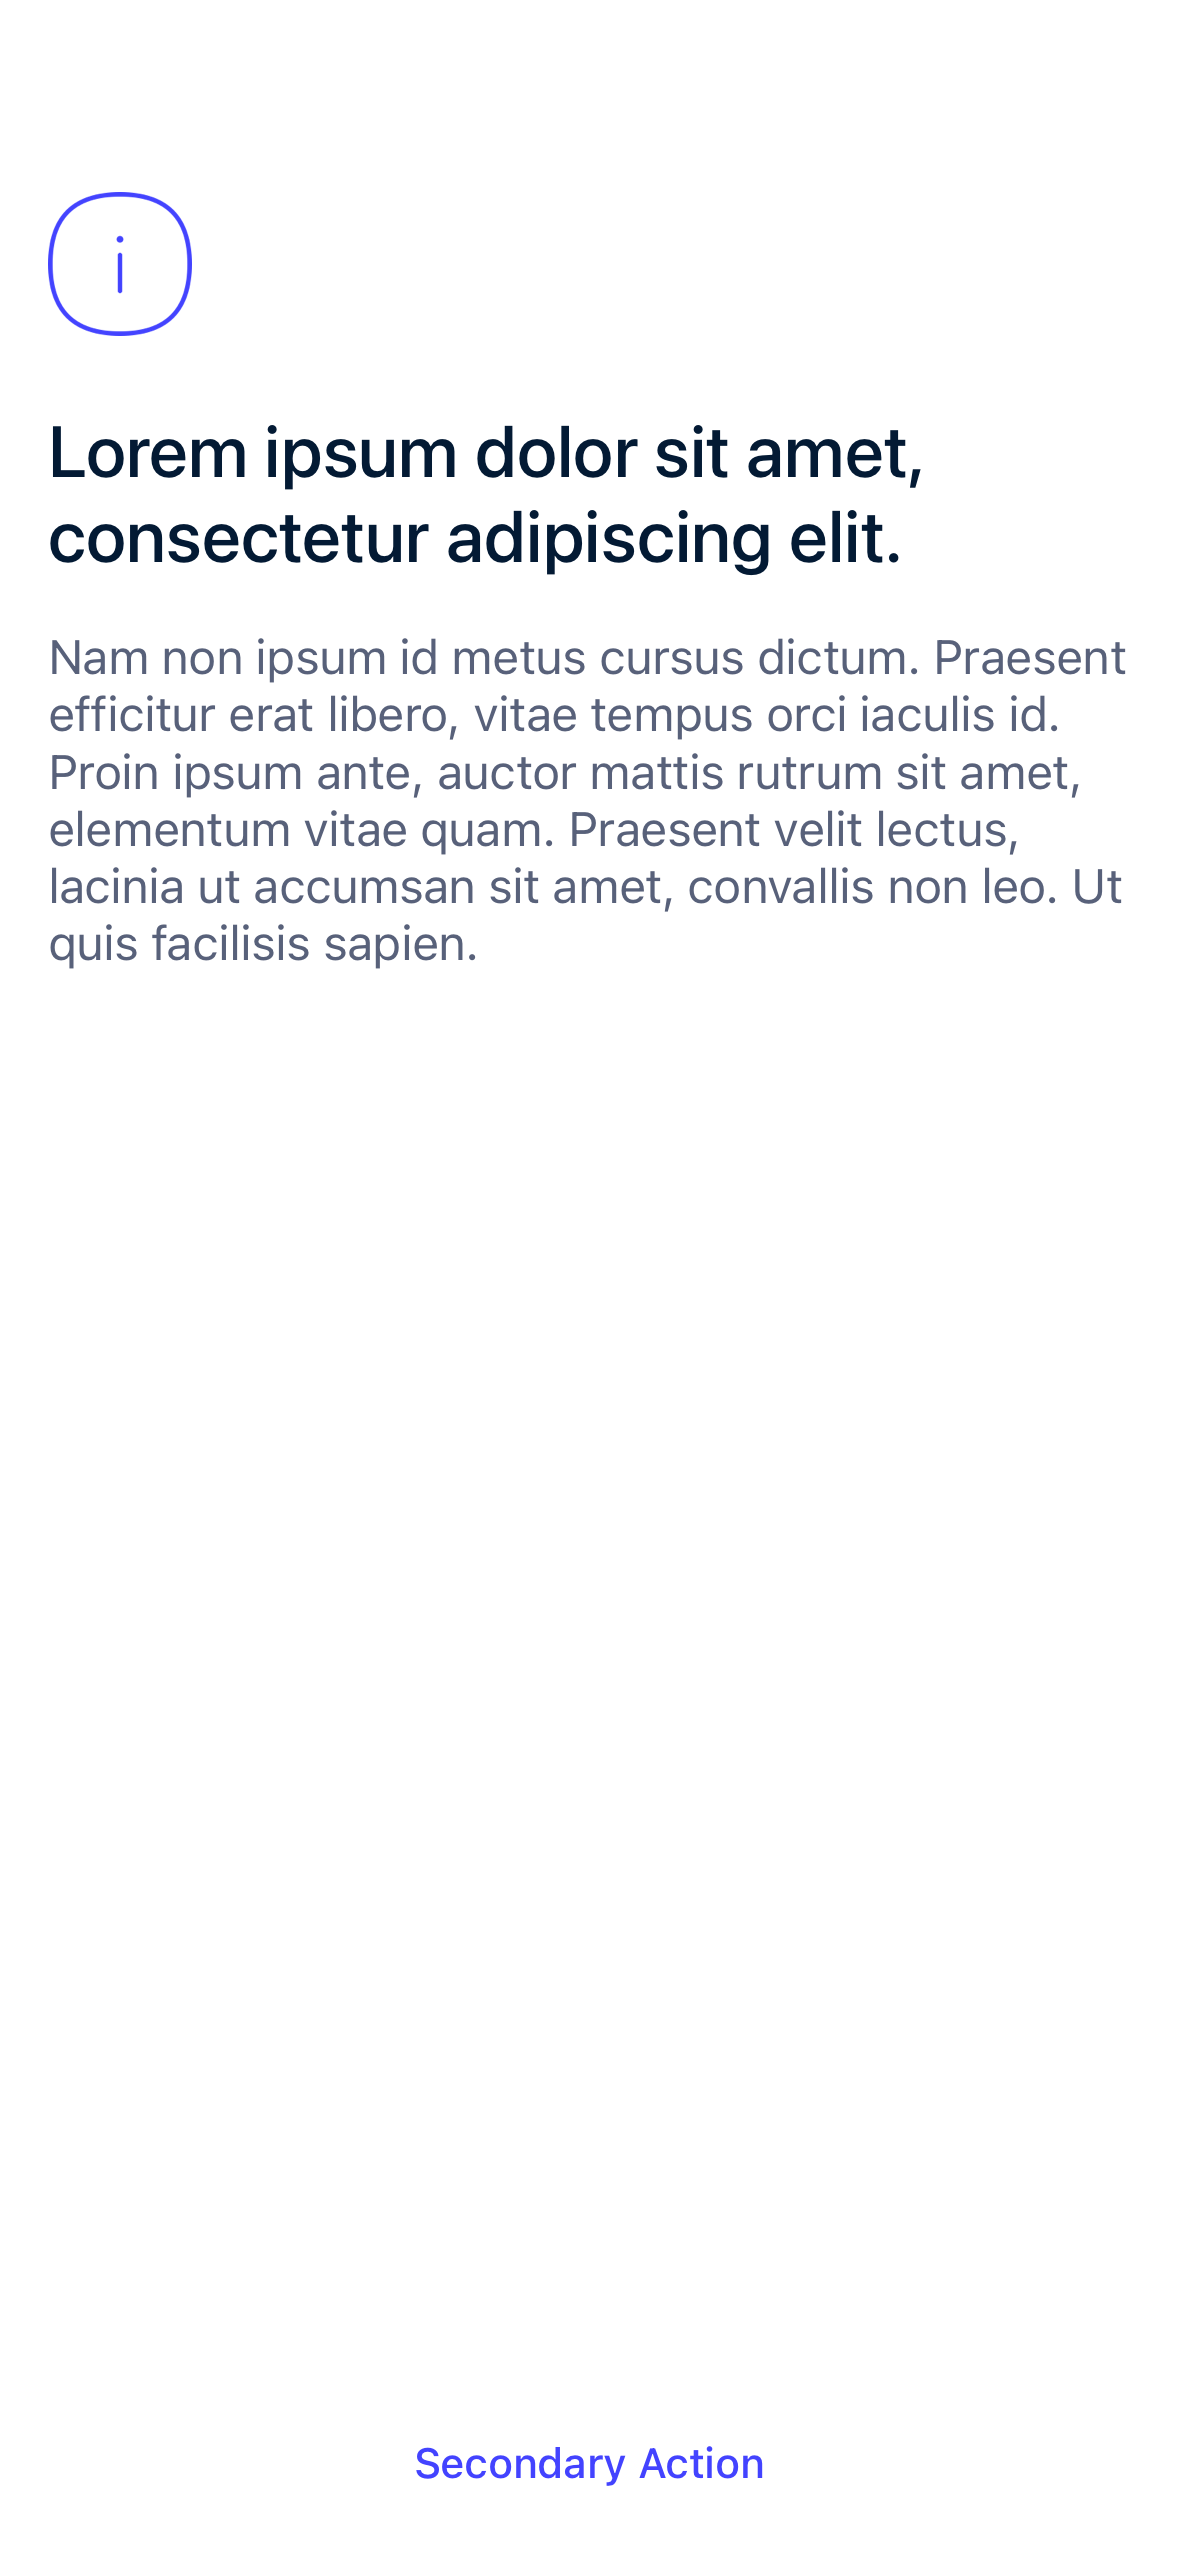 Lorem ipsum dolor sit amet,
consectetur adipiscing elit.
Nam non ipsum id metus cursus dictum. Praesent
efficitur erat libero, vitae tempus orci iaculis id.
Proin ipsum ante, auctor mattis rutrum sit amet,
elementum vitae quam. Praesent velit lectus,
lacinia ut accumsan sit amet, convallis non leo. Ut
quis facilisis sapien.
Secondary Action